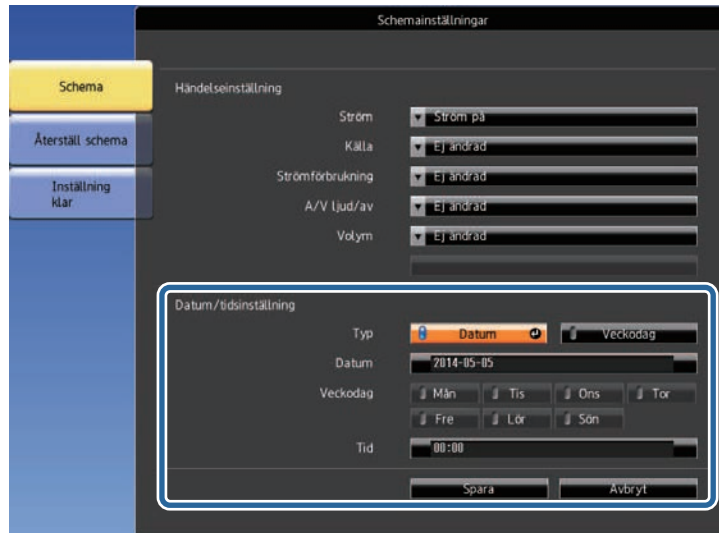 Schemainställningar
Schema
Återställ schema
Inställning
klar
Händelseinställning
Ström Ström på
Källa Ej ändrad
Strömförbrukning Ej ändrad
A/V ljud/av Ej ändrad
Volym Ej ändrad
Datum/tidsinställning
Typ Datum Veckodag
Datum 2014-05-05
Veckodag Mån Tis Ons Tor
Fre Lör Sön
Tid 00:00
Spara Avbryt